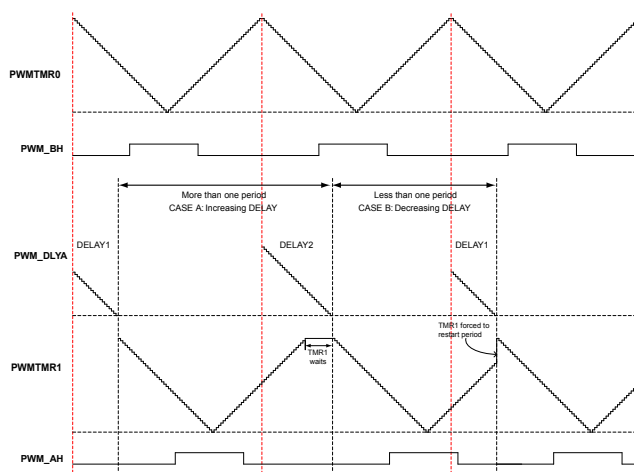 PWMTMR0
PWM_BH
More than one period
CASE A: Increasing DELAY
Less than one period
CASE B: Decreasing DELAY
PWM_DLYA
DELAY1
DELAY2
DELAY1
TMR1 forced to
restart period
PWMTMR1
TMR1
waits
PWM_AH